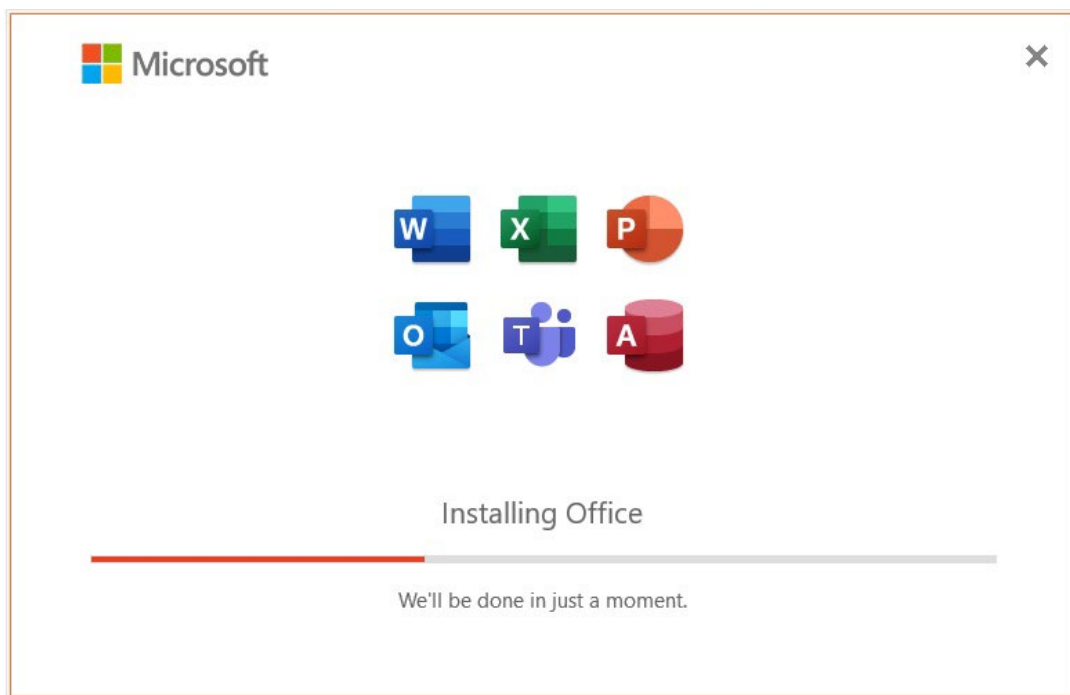 Microsoft
W X P
O T A
Installing Office
We'll be done in just a moment.